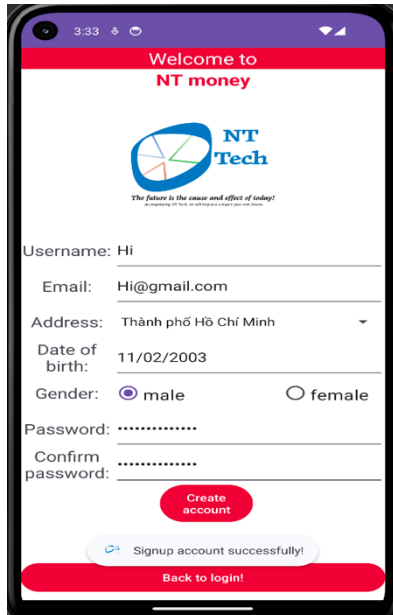 3:33
Welcome to
NT money
NT
Tech
The future is the cause and effect of today!
Username: Hi
Email: Hi@gmail.com
Address: Thành phố Hồ Chí Minh
Date of
birth: 11/02/2003
Gender: male female
Password: ••••••••••••••
Confirm
password: ••••••••••••••
Create
account
Signup account successfully!
Back to login!